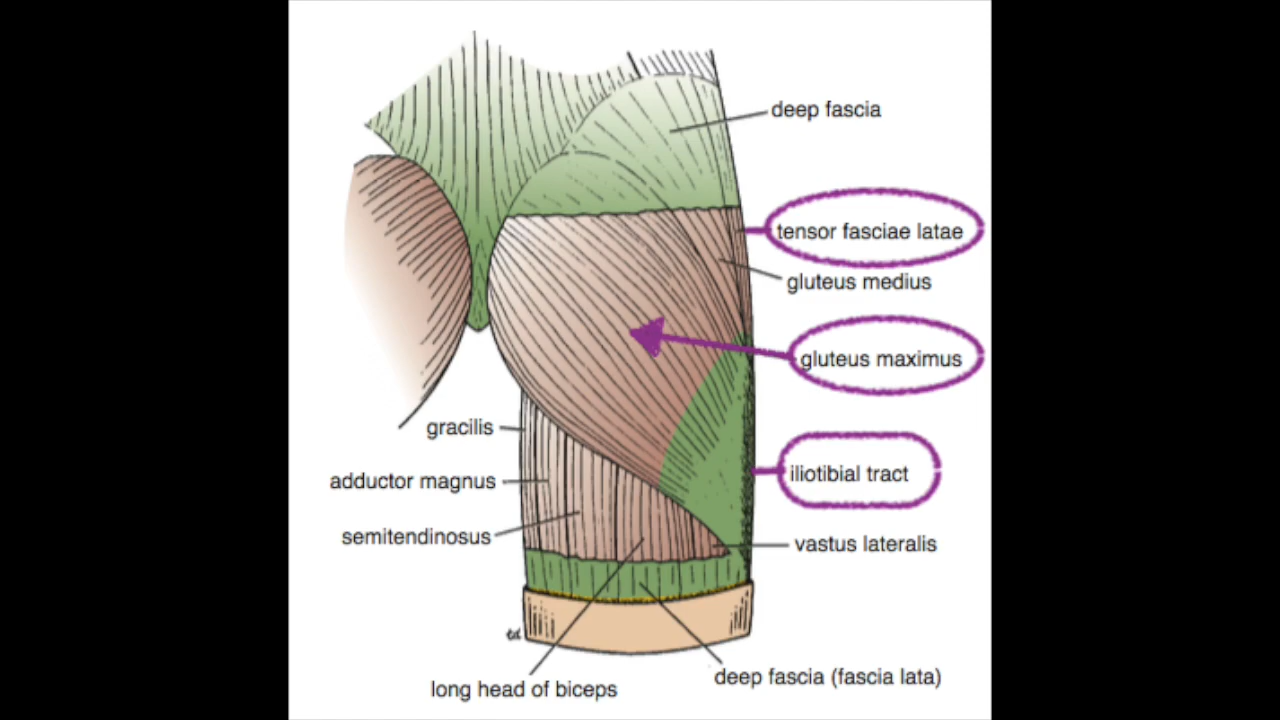 deep fascia
tensor fasciae latae
gluteus medius
gluteus maximus
gracilis
iliotibial tract
adductor magnus
semitendinosus
vastus lateralis
deep fascia (fascia lata)
long head of biceps